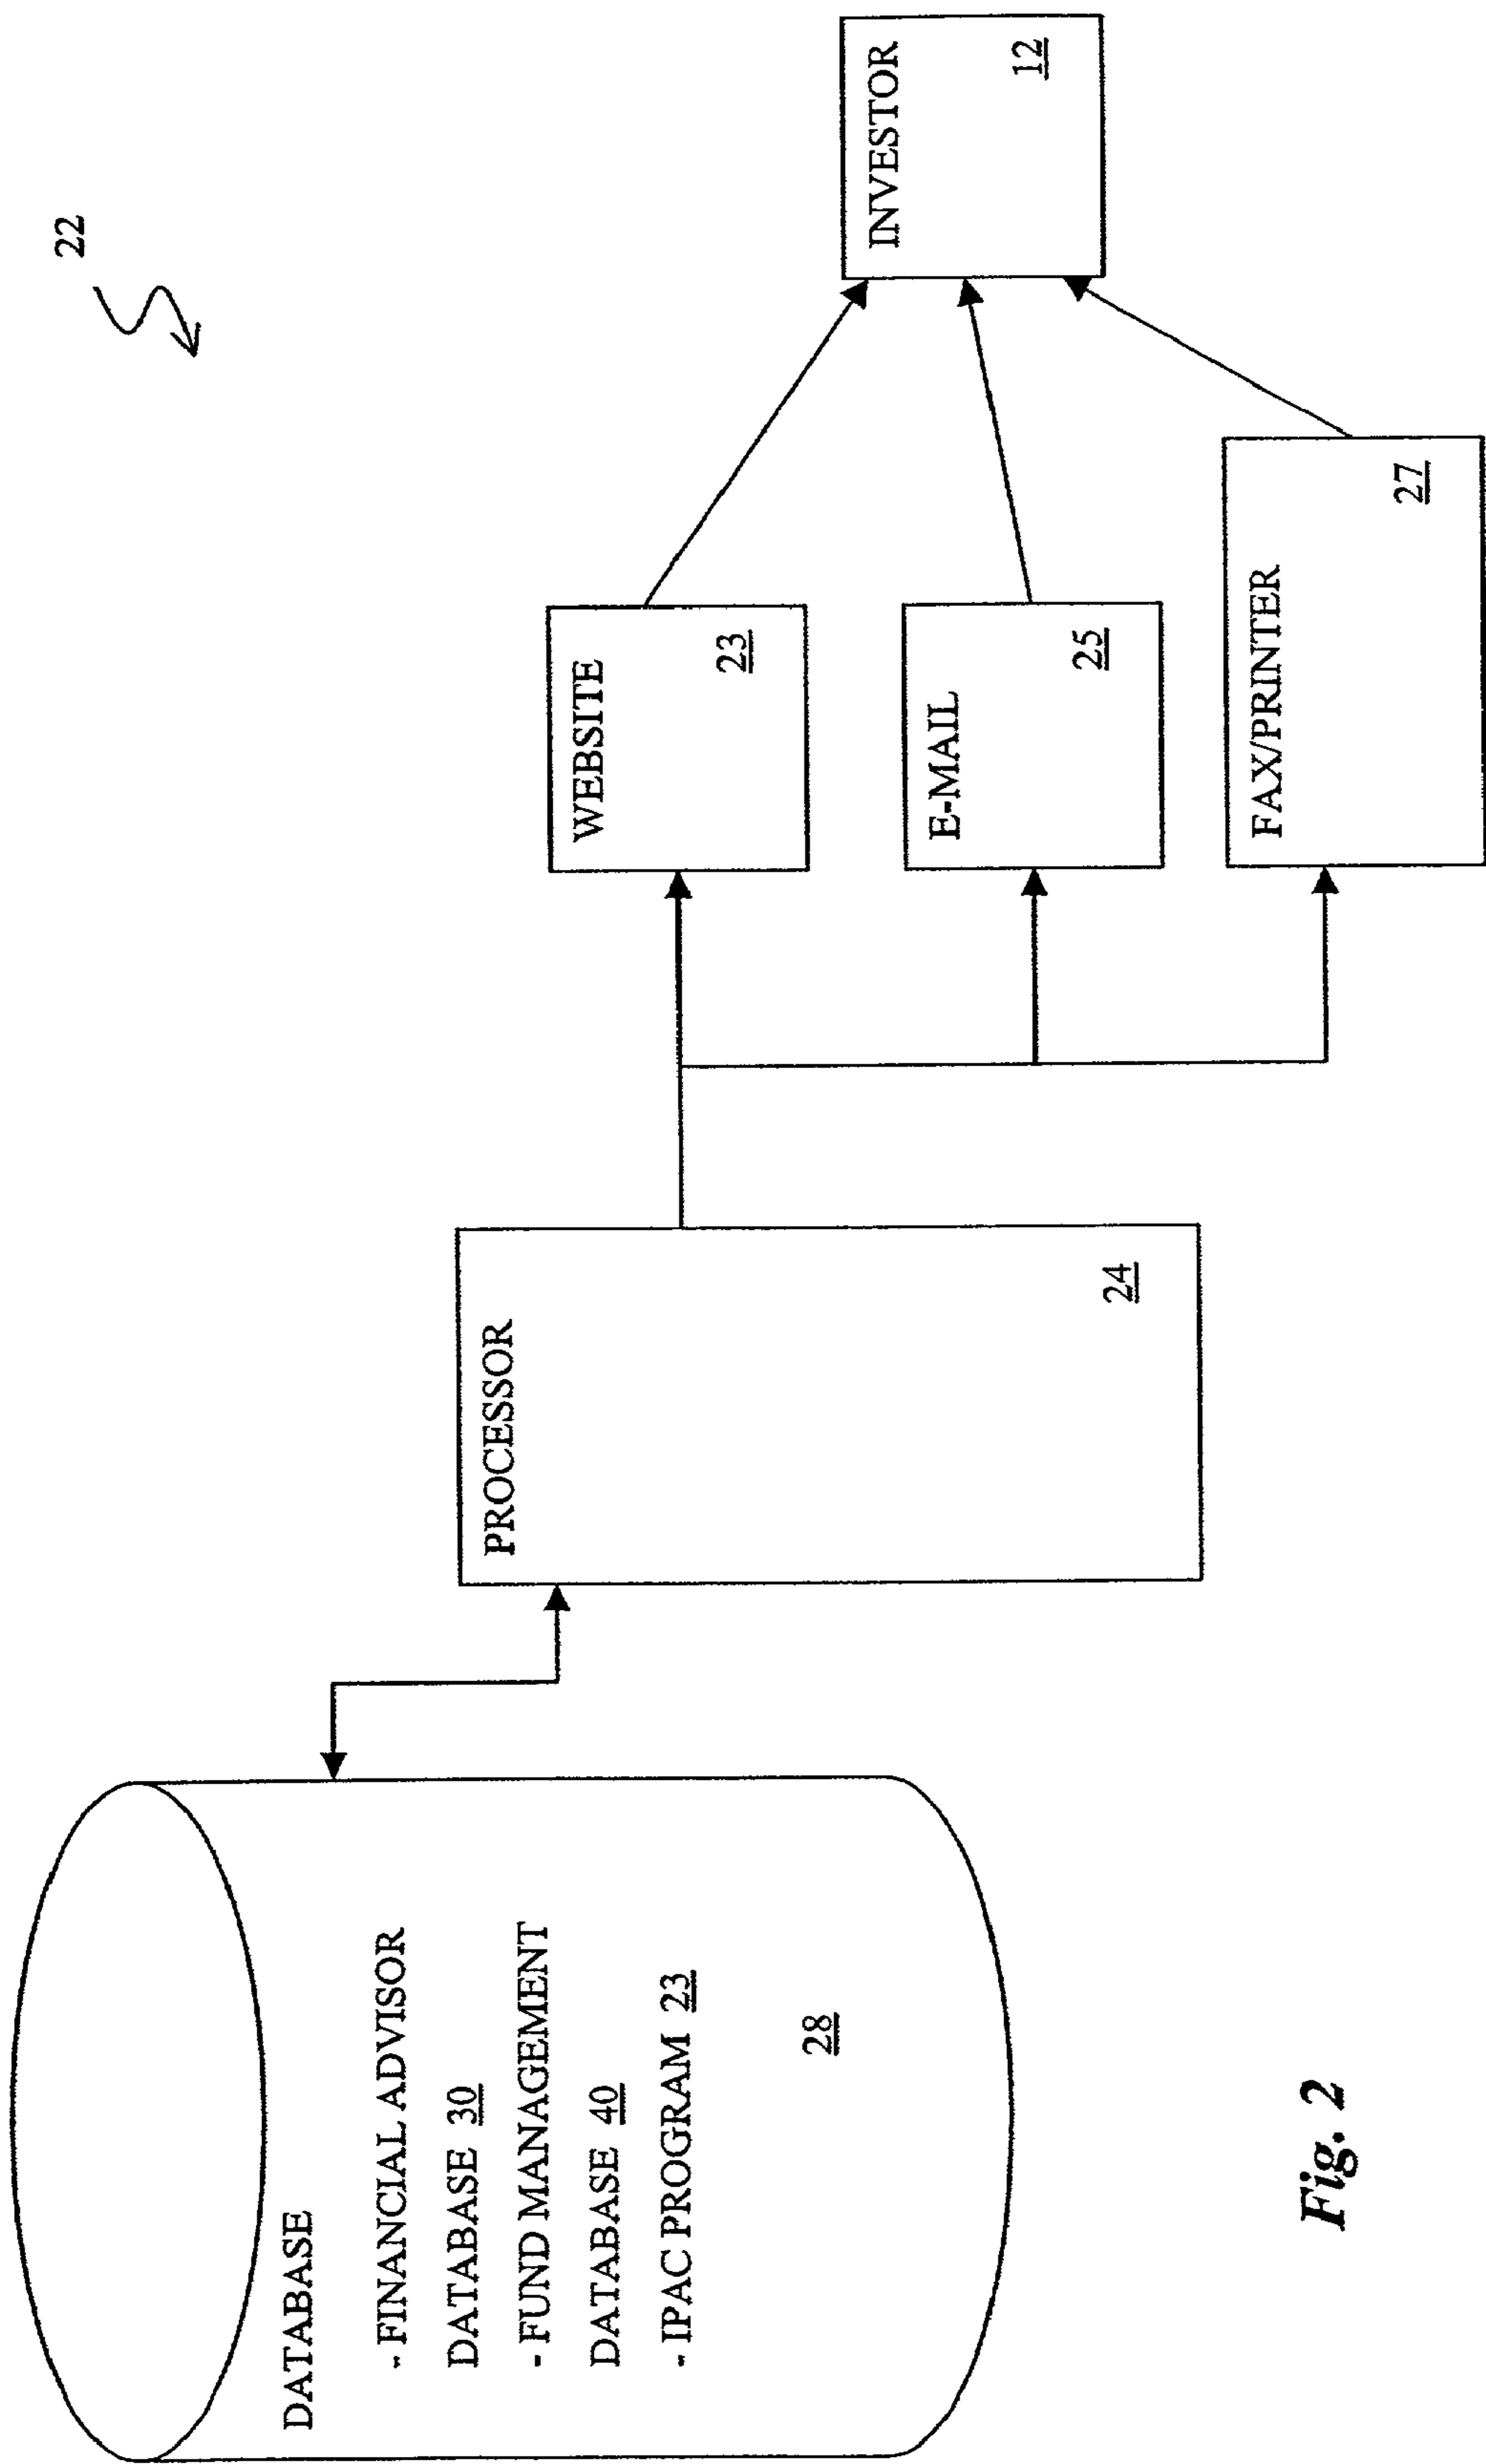 22
DATABASE
- FINANCIAL ADVISOR
DATABASE 30
- FUND MANAGEMENT
DATABASE 40
- IPAC PROGRAM 23
28
PROCESSOR
24
WEBSITE
23
E-MAIL
25
FAX/PRINTER
27
INVESTOR
12
Fig. 2